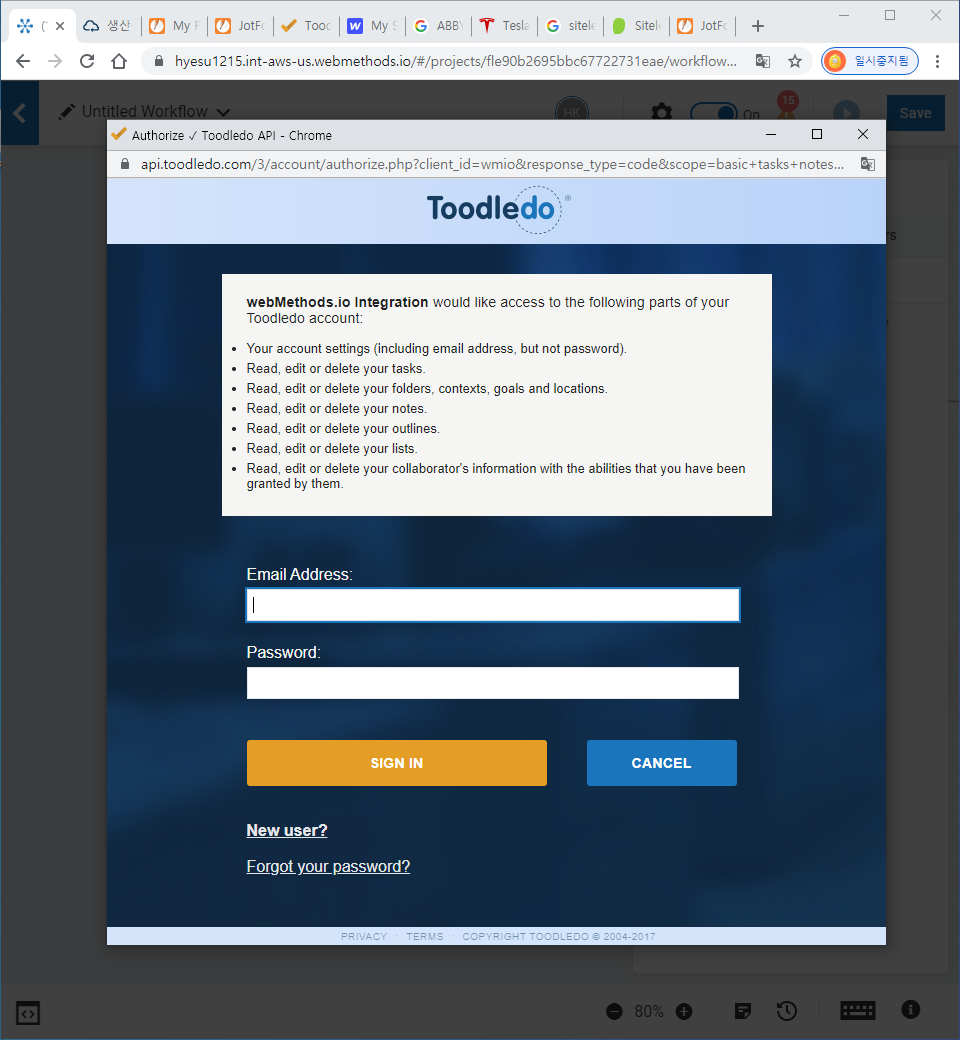 생산
My F
JotFo
Tood
My S
ABBY
Tesla
sitele
Sitele
JotFo
hyesu1215.int-aws-us.webmethods.io/#/projects/fle90b2695bbc67722731eae/workflow...
일시중지됨
Untitled Workflow
HK
On
15
Save
Authorize ✓ Toodledo API - Chrome
api.toodledo.com/3/account/authorize.php?client_id=wmio&response_type=code&scope=basic+tasks+notes...
Toodledo ®
webMethods.io Integration would like access to the following parts of your
Toodledo account:
• Your account settings (including email address, but not password).
• Read, edit or delete your tasks.
• Read, edit or delete your folders, contexts, goals and locations.
• Read, edit or delete your notes.
• Read, edit or delete your outlines.
• Read, edit or delete your lists.
• Read, edit or delete your collaborator's information with the abilities that you have been
granted by them.
Email Address:
Password:
SIGN IN
CANCEL
New user?
Forgot your password?
PRIVACY · TERMS · COPYRIGHT TOODLEDO © 2004-2017
80%